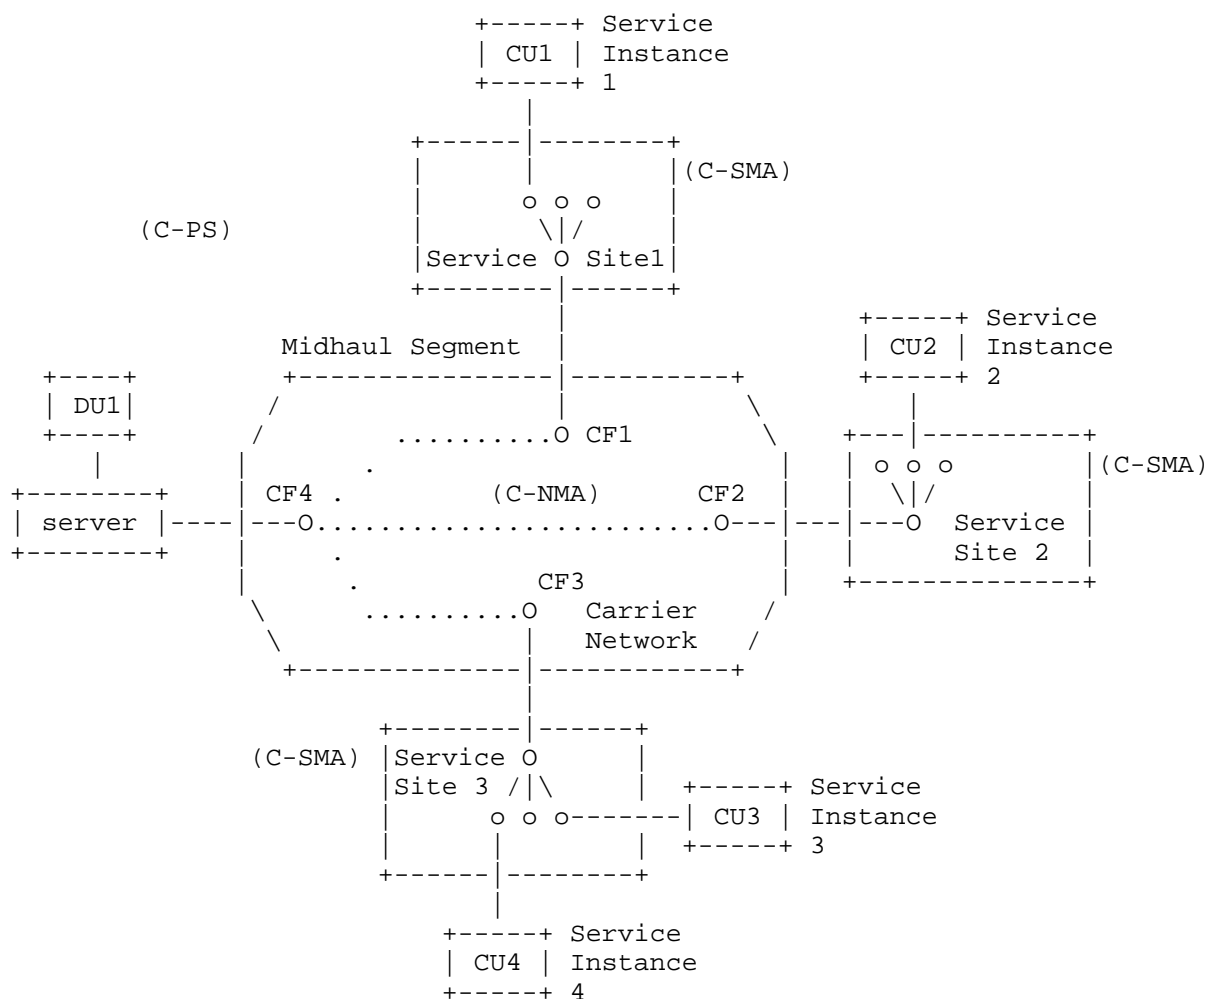 +-----+ Service
| CU1 | Instance
+-----+ 1
|
+------|--------+
| | |(C-SMA)
| o o o |
(C-PS) | \|/ |
|Service O Site1|
+--------|------+
|
| +-----+ Service
Midhaul Segment | | CU2 | Instance
+----+ +-----------------|----------+ +-----+ 2
| DU1| / | \ |
+----+ / ..........O CF1 \ +---|----------+
| | . | | o o o |(C-SMA)
+--------+ | CF4 . (C-NMA) CF2 | | \|/ |
| server |----|---O.........................O---|---|---O Service |
+--------+ | . | | Site 2 |
| . CF3 | +--------------+
\ ..........O Carrier /
\ | Network /
+---------------|------------+
|
+--------|------+
(C-SMA) |Service O |
|Site 3 /|\ | +-----+ Service
| o o o-------| CU3 | Instance
| | | +-----+ 3
+------|--------+
|
+-----+ Service
| CU4 | Instance
+-----+ 4